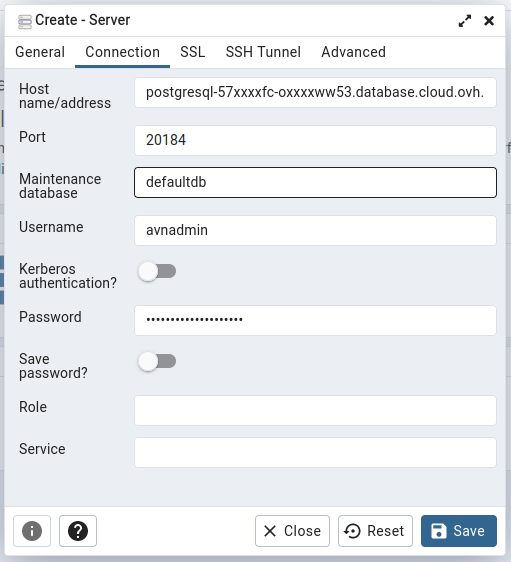 Create - Server
General Connection SSL SSH Tunnel Advanced
Host
name/address
postgresql-57xxxxfc-oxxxxww53.database.cloud.ovh.
Port
20184
Maintenance
database
defaultdb
Username
avnadmin
Kerberos
authentication?
Password
••••••••••••••••••••
Save
password?
Role
Service
Close Reset Save